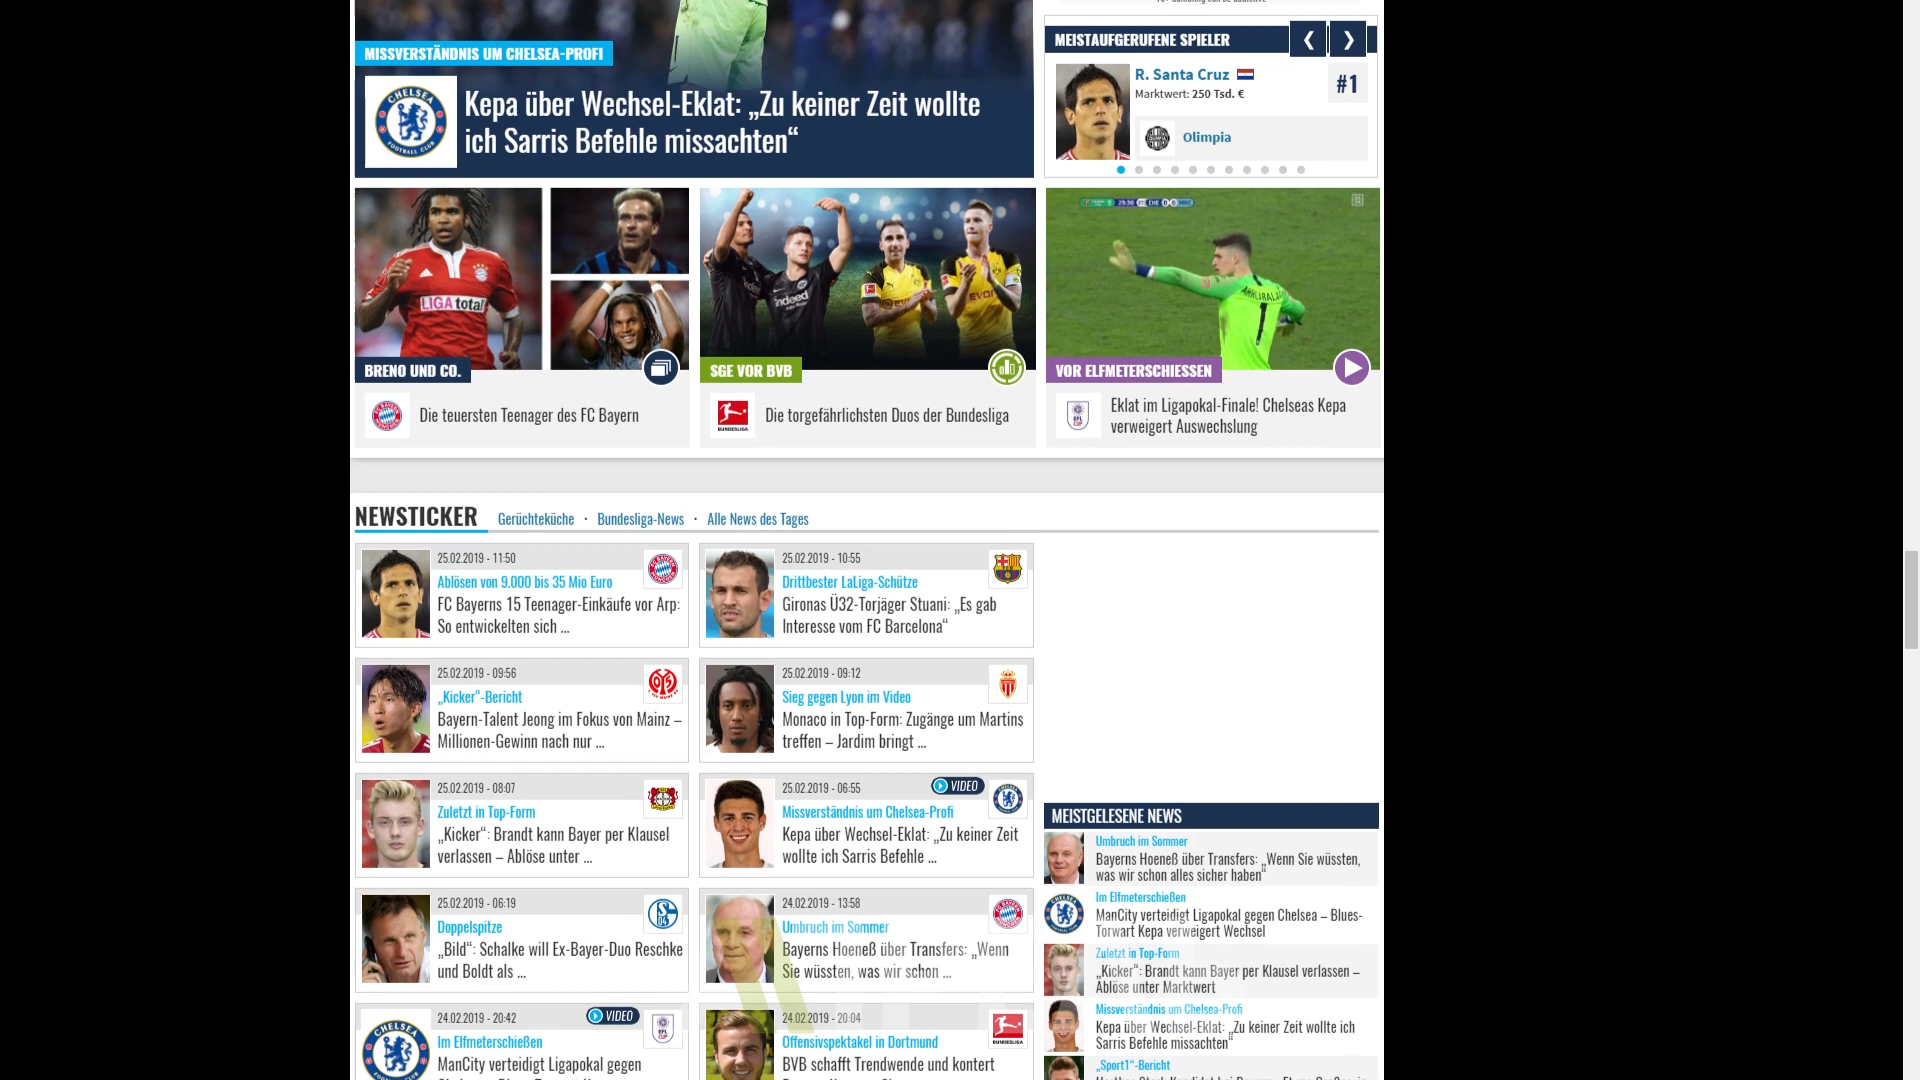 MISSVERSTÄNDNIS UM CHELSEA-PROFI
Kepa über Wechsel-Eklat: „Zu keiner Zeit wollte
ich Sarris Befehle missachten“
MEISTAUFGERUFENE SPIELER
R. Santa Cruz
#1
Marktwert: 250 Tsd. €
Olimpia
LIGA total
BRENO UND CO.
Die teuersten Teenager des FC Bayern
SGE VOR BVB
Die torgefährlichsten Duos der Bundesliga
VOR ELFMETERSCHIESSEN
Eklat im Ligapokal-Finale! Chelseas Kepa
verweigert Auswechslung
NEWSTICKER
Gerüchteküche · Bundesliga-News · Alle News des Tages
25.02.2019 - 11:50
Ablösen von 9.000 bis 35 Mio Euro
FC Bayerns 15 Teenager-Einkäufe vor Arp:
So entwickelten sich ...
25.02.2019 - 10:55
Drittbester LaLiga-Schütze
Gironas Ü32-Torjäger Stuani: „Es gab
Interesse vom FC Barcelona“
25.02.2019 - 09:56
„Kicker“-Bericht
Bayern-Talent Jeong im Fokus von Mainz –
Millionen-Gewinn nach nur ...
25.02.2019 - 09:12
Sieg gegen Lyon im Video
Monaco in Top-Form: Zugänge um Martins
treffen – Jardim bringt ...
25.02.2019 - 08:07
Zuletzt in Top-Form
„Kicker“: Brandt kann Bayer per Klausel
verlassen – Ablöse unter ...
25.02.2019 - 06:55
VIDEO
Missverständnis um Chelsea-Profi
Kepa über Wechsel-Eklat: „Zu keiner Zeit
wollte ich Sarris Befehle ...
25.02.2019 - 06:19
Doppelspitze
„Bild“: Schalke will Ex-Bayer-Duo Reschke
und Boldt als ...
24.02.2019 - 13:58
Umbruch im Sommer
Bayerns Hoeneß über Transfers: „Wenn
Sie wüssten, was wir schon ...
24.02.2019 - 20:42
VIDEO
Im Elfmeterschießen
ManCity verteidigt Ligapokal gegen
24.02.2019 - 20:04
Offensivspektakel in Dortmund
BVB schafft Trendwende und kontert
MEISTGELESENE NEWS
Umbruch im Sommer
Bayerns Hoeneß über Transfers: „Wenn Sie wüssten,
was wir schon alles sicher haben“
Im Elfmeterschießen
ManCity verteidigt Ligapokal gegen Chelsea – Blues-
Torwart Kepa verweigert Wechsel
Zuletzt in Top-Form
„Kicker“: Brandt kann Bayer per Klausel verlassen –
Ablöse unter Marktwert
Missverständnis um Chelsea-Profi
Kepa über Wechsel-Eklat: „Zu keiner Zeit wollte ich
Sarris Befehle missachten“
„Sport1“-Bericht